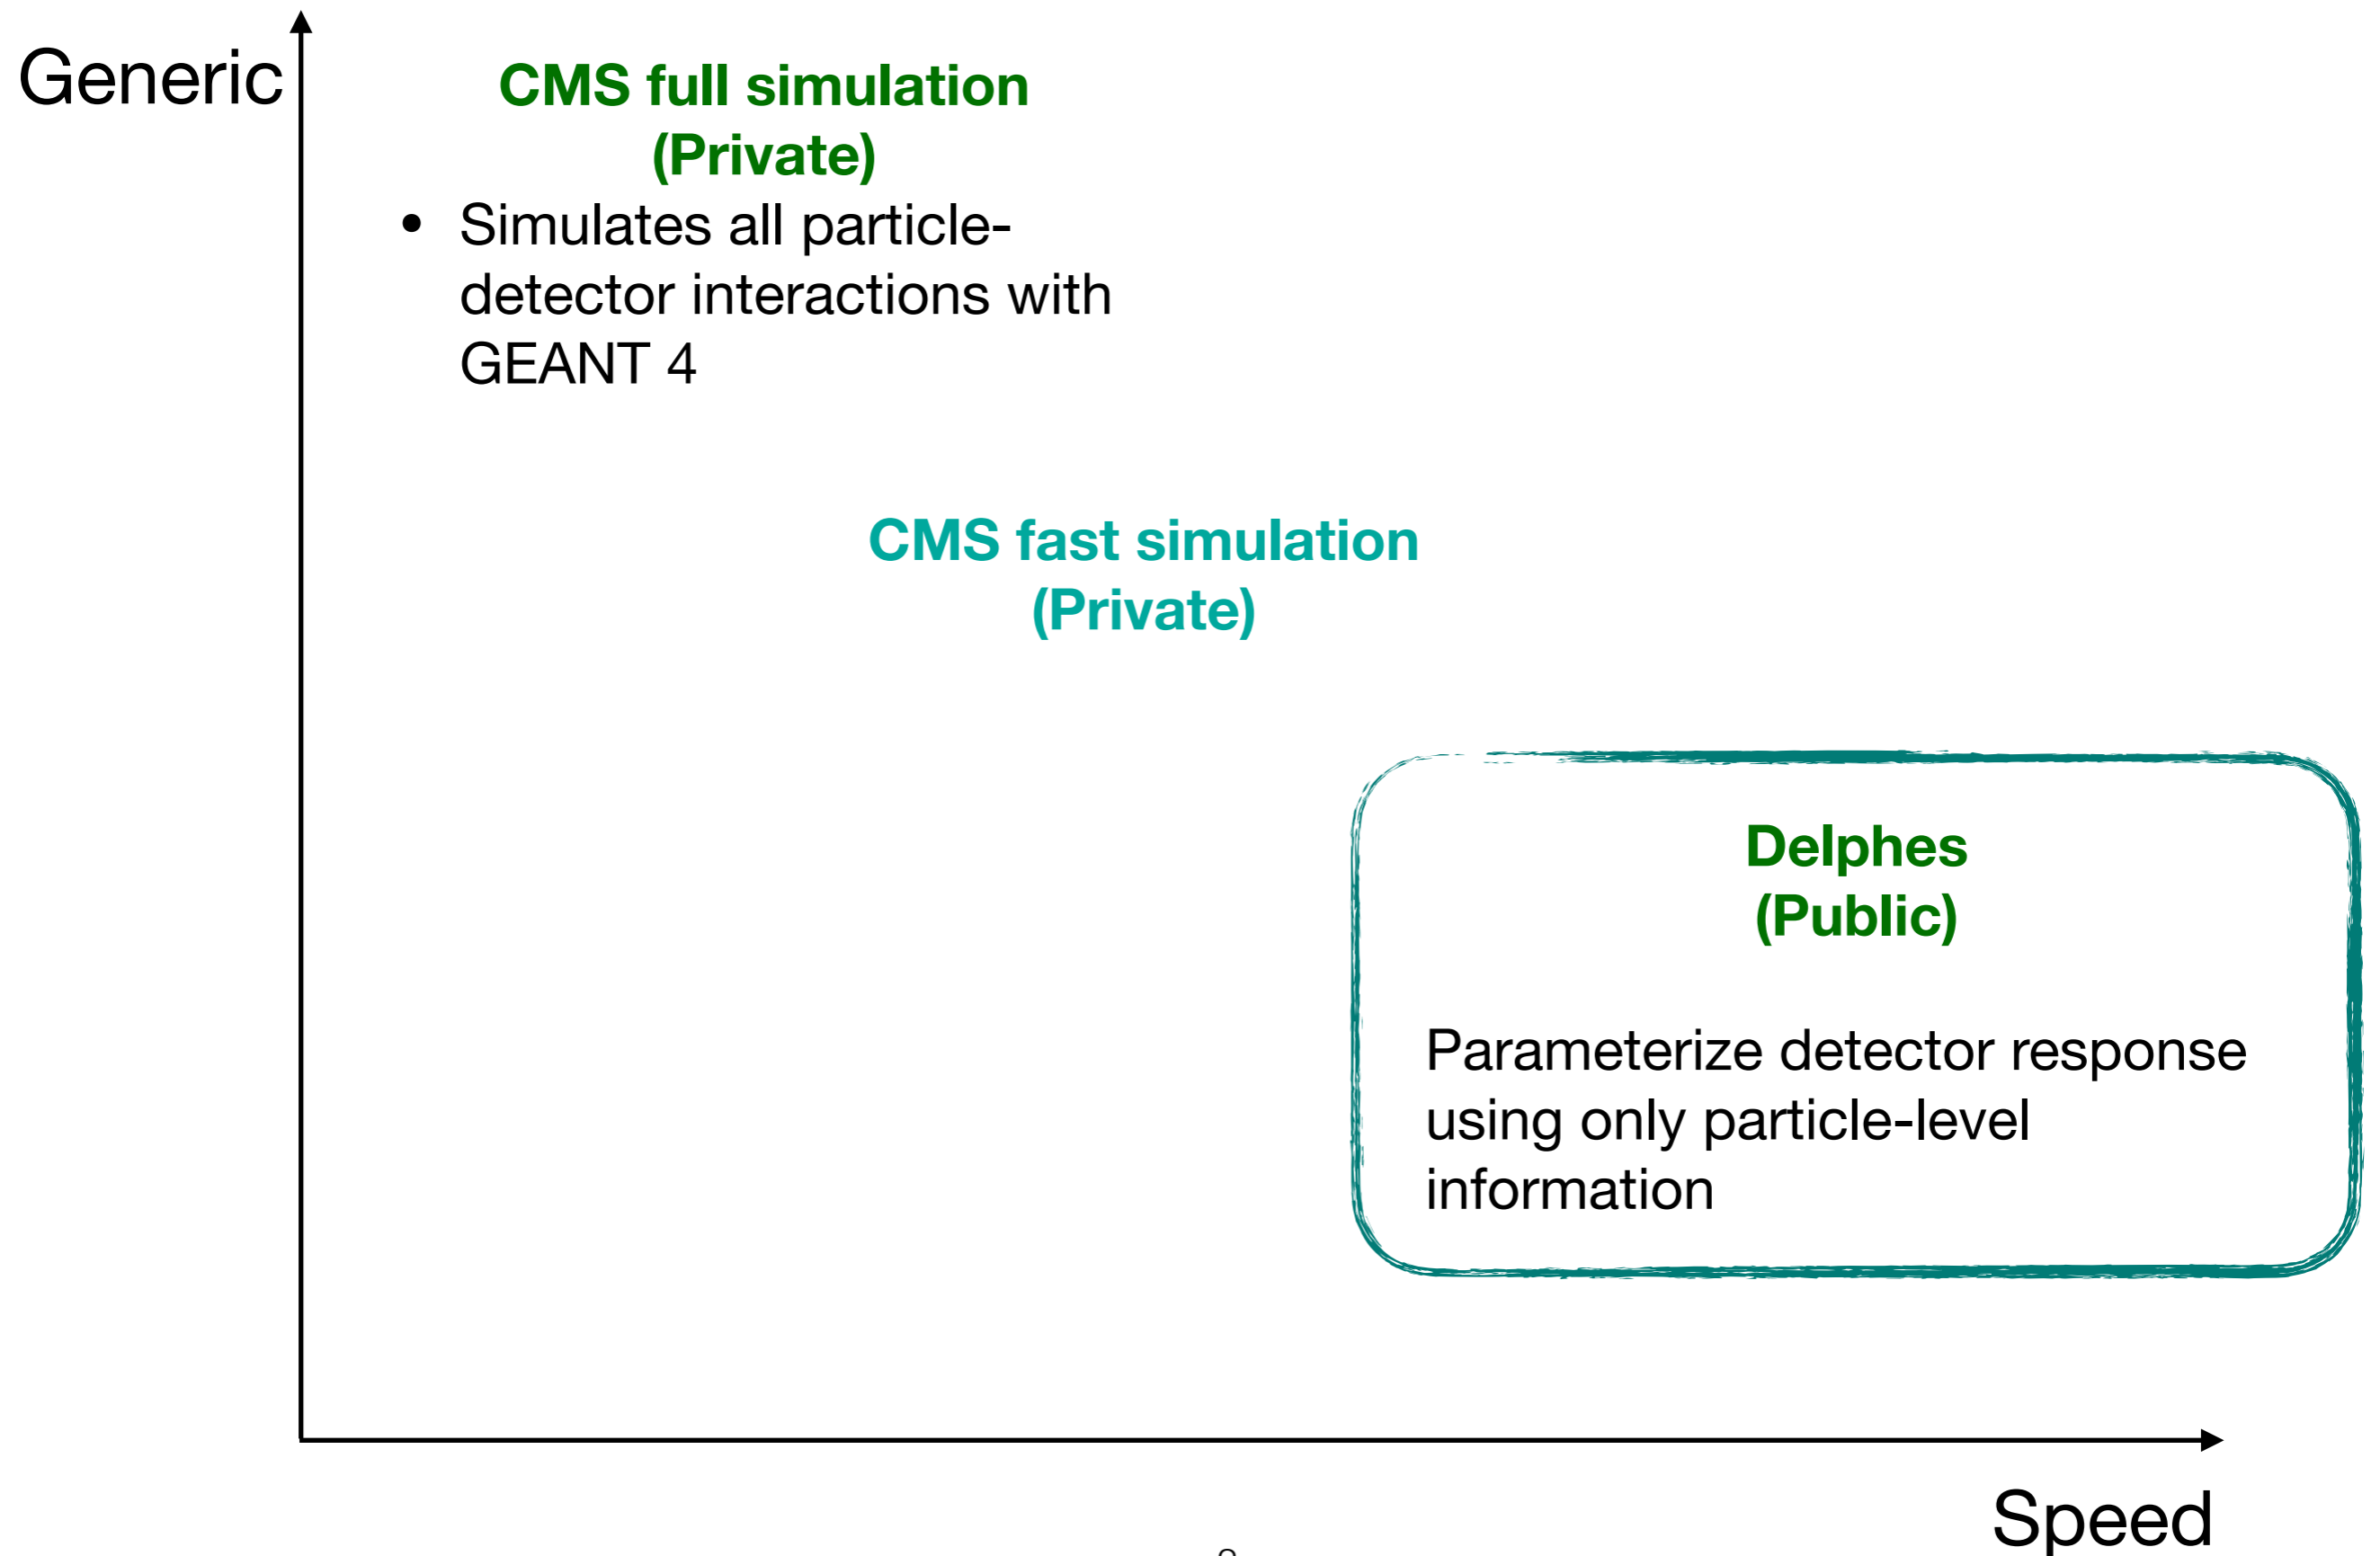 Generic
CMS full simulation
(Private)
• Simulates all particle-
detector interactions with
GEANT 4
CMS fast simulation
(Private)
Delphes
(Public)
Parameterize detector response
using only particle-level
information
Speed